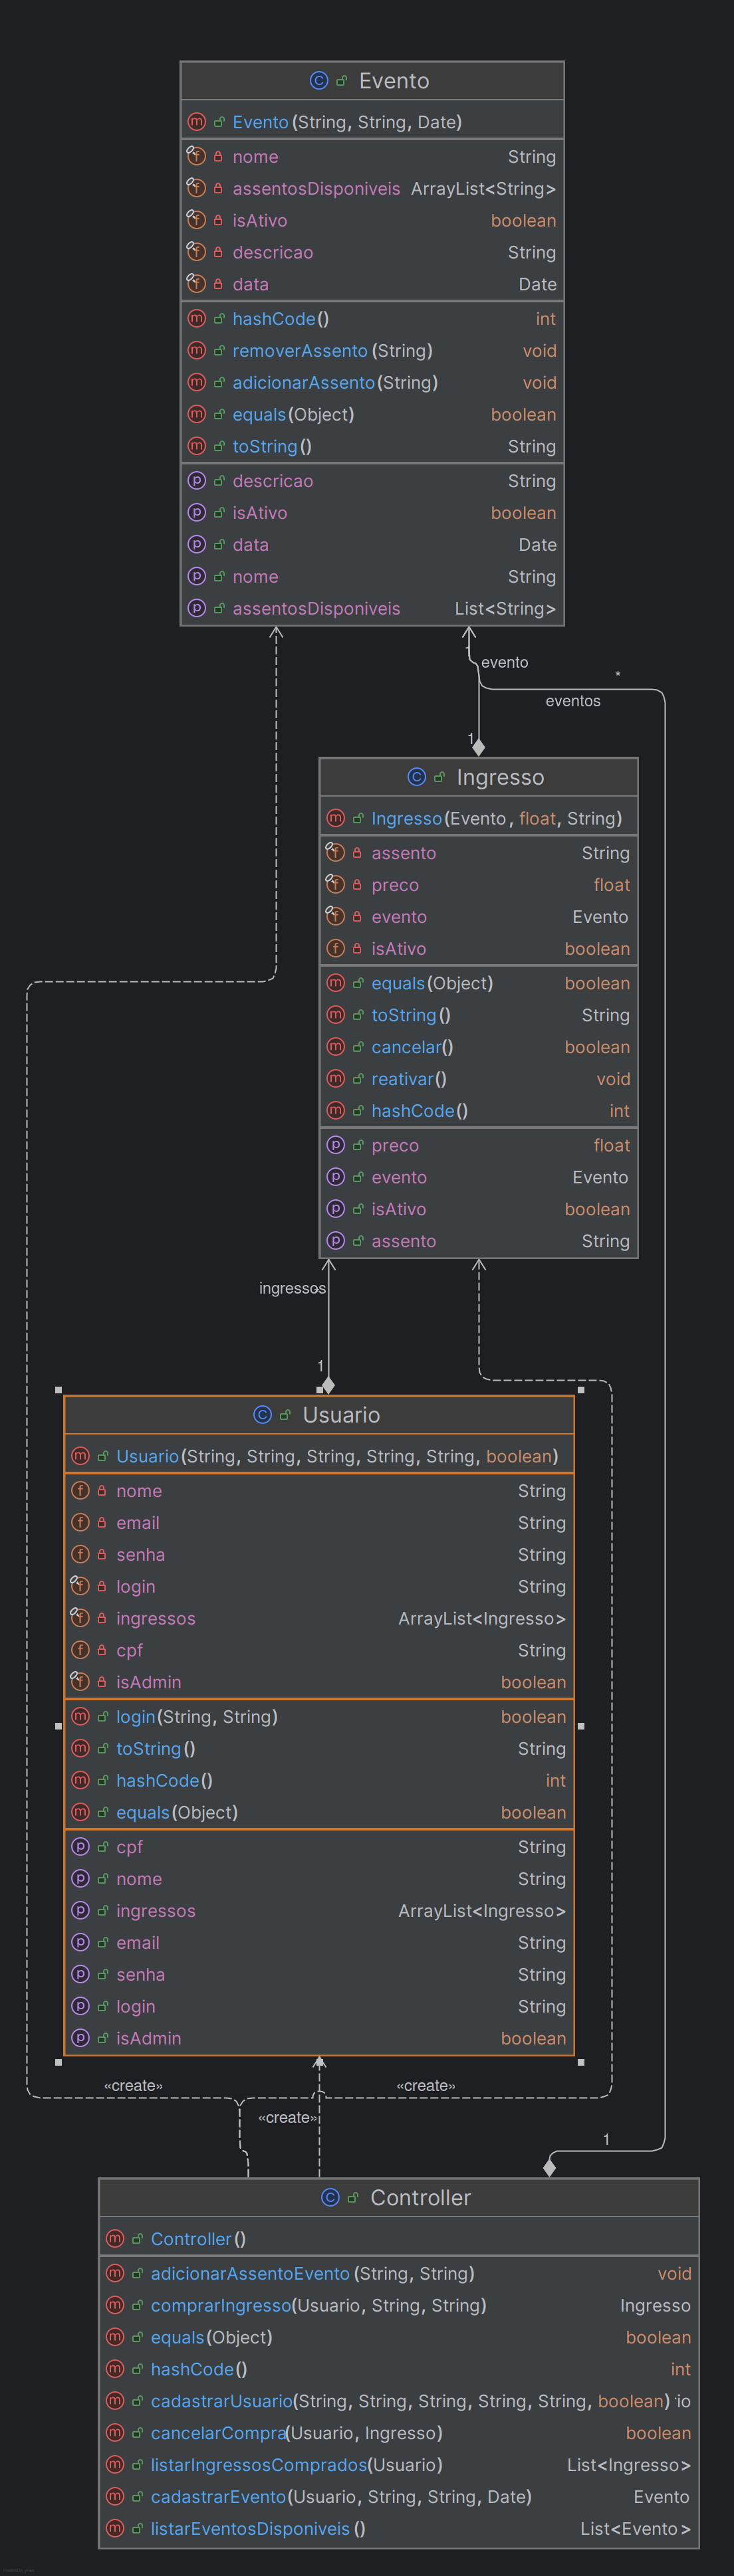 Evento
Evento(String, String, Date)
nome String
assentosDisponiveis ArrayList<String>
isAtivo boolean
descricao String
data Date
hashCode() int
removerAssento(String) void
adicionarAssento(String) void
equals(Object) boolean
toString() String
descricao String
isAtivo boolean
data Date
nome String
assentosDisponiveis List<String>
1
evento
*
eventos
1
Ingresso
Ingresso(Evento, float, String)
assento String
preco float
evento Evento
isAtivo boolean
equals(Object) boolean
toString() String
cancelar() boolean
reativar() void
hashCode() int
preco float
evento Evento
isAtivo boolean
assento String
ingressos
1
Usuario
Usuario(String, String, String, String, String, boolean)
nome String
email String
senha String
login String
ingressos ArrayList<Ingresso>
cpf String
isAdmin boolean
login(String, String) boolean
toString() String
hashCode() int
equals(Object) boolean
cpf String
nome String
ingressos ArrayList<Ingresso>
email String
senha String
login String
isAdmin boolean
«create» «create»
«create»
1
Controller
Controller()
adicionarAssentoEvento(String, String) void
comprarIngresso(Usuario, String, String) Ingresso
equals(Object) boolean
hashCode() int
cadastrarUsuario(String, String, String, String, String, boolean) io
cancelarCompra(Usuario, Ingresso) boolean
listarIngressosComprados(Usuario) List<Ingresso>
cadastrarEvento(Usuario, String, String, Date) Evento
listarEventosDisponiveis() List<Evento>